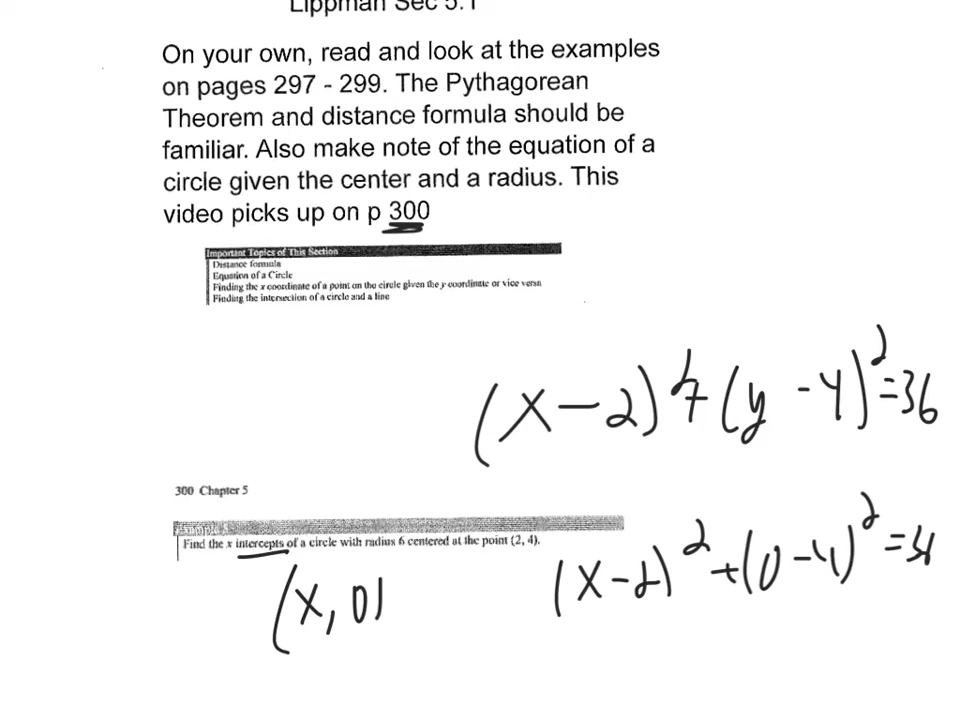 Lippman Sec 5.1
On your own, read and look at the examples
on pages 297 - 299. The Pythagorean
Theorem and distance formula should be
familiar. Also make note of the equation of a
circle given the center and a radius. This
video picks up on p 300
Important Topics of This Section
Distance formula
Equation of a Circle
Finding the x coordinate of a point on the circle given the y coordinate or vice versa
Finding the intersection of a circle and a line
(x-2)² + (y-4)² = 36
300 Chapter 5
Example 4
Find the x intercepts of a circle with radius 6 centered at the point (2, 4).
(x-2)² + (0-4)² = 36
(x, 0)